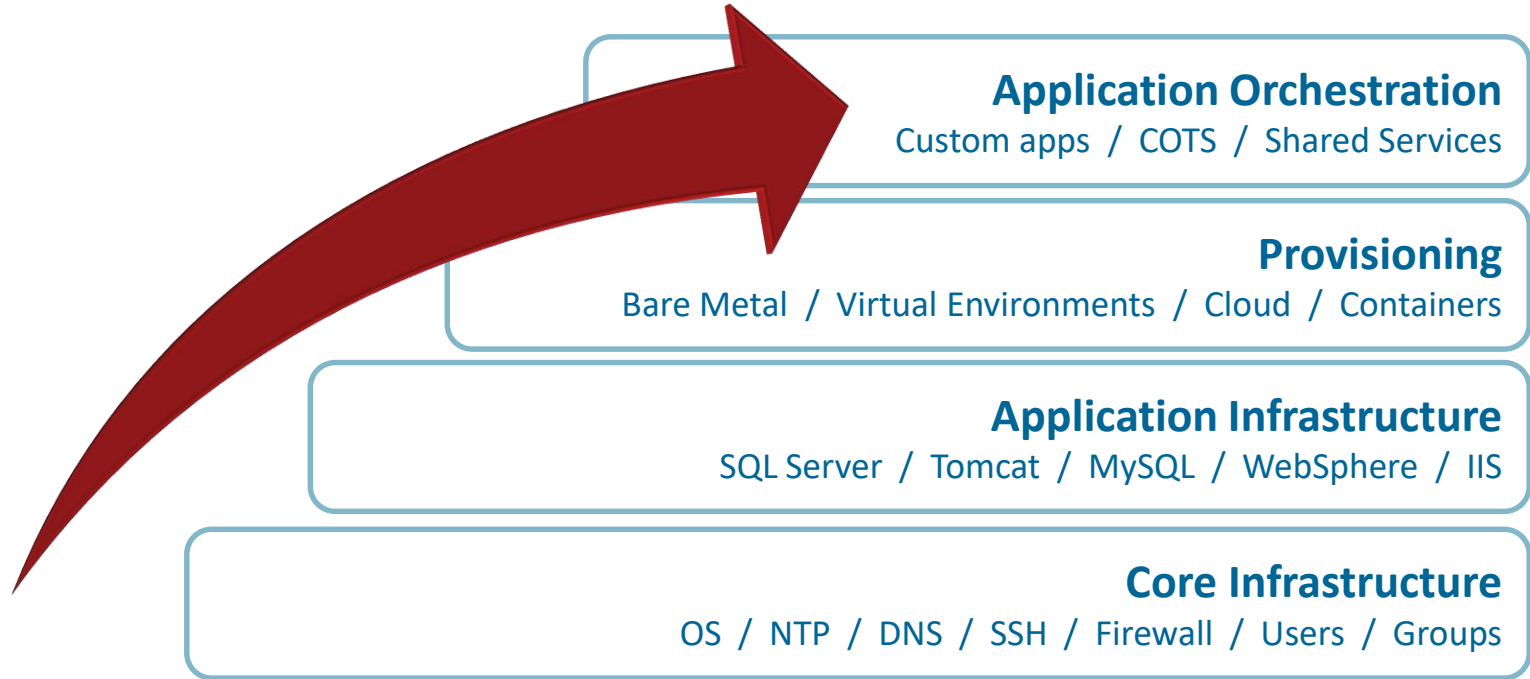 Application Orchestration
Custom apps / COTS / Shared Services
Provisioning
Bare Metal / Virtual Environments / Cloud / Containers
Application Infrastructure
SQL Server / Tomcat / MySQL / WebSphere / IIS
Core Infrastructure
OS / NTP / DNS / SSH / Firewall / Users / Groups